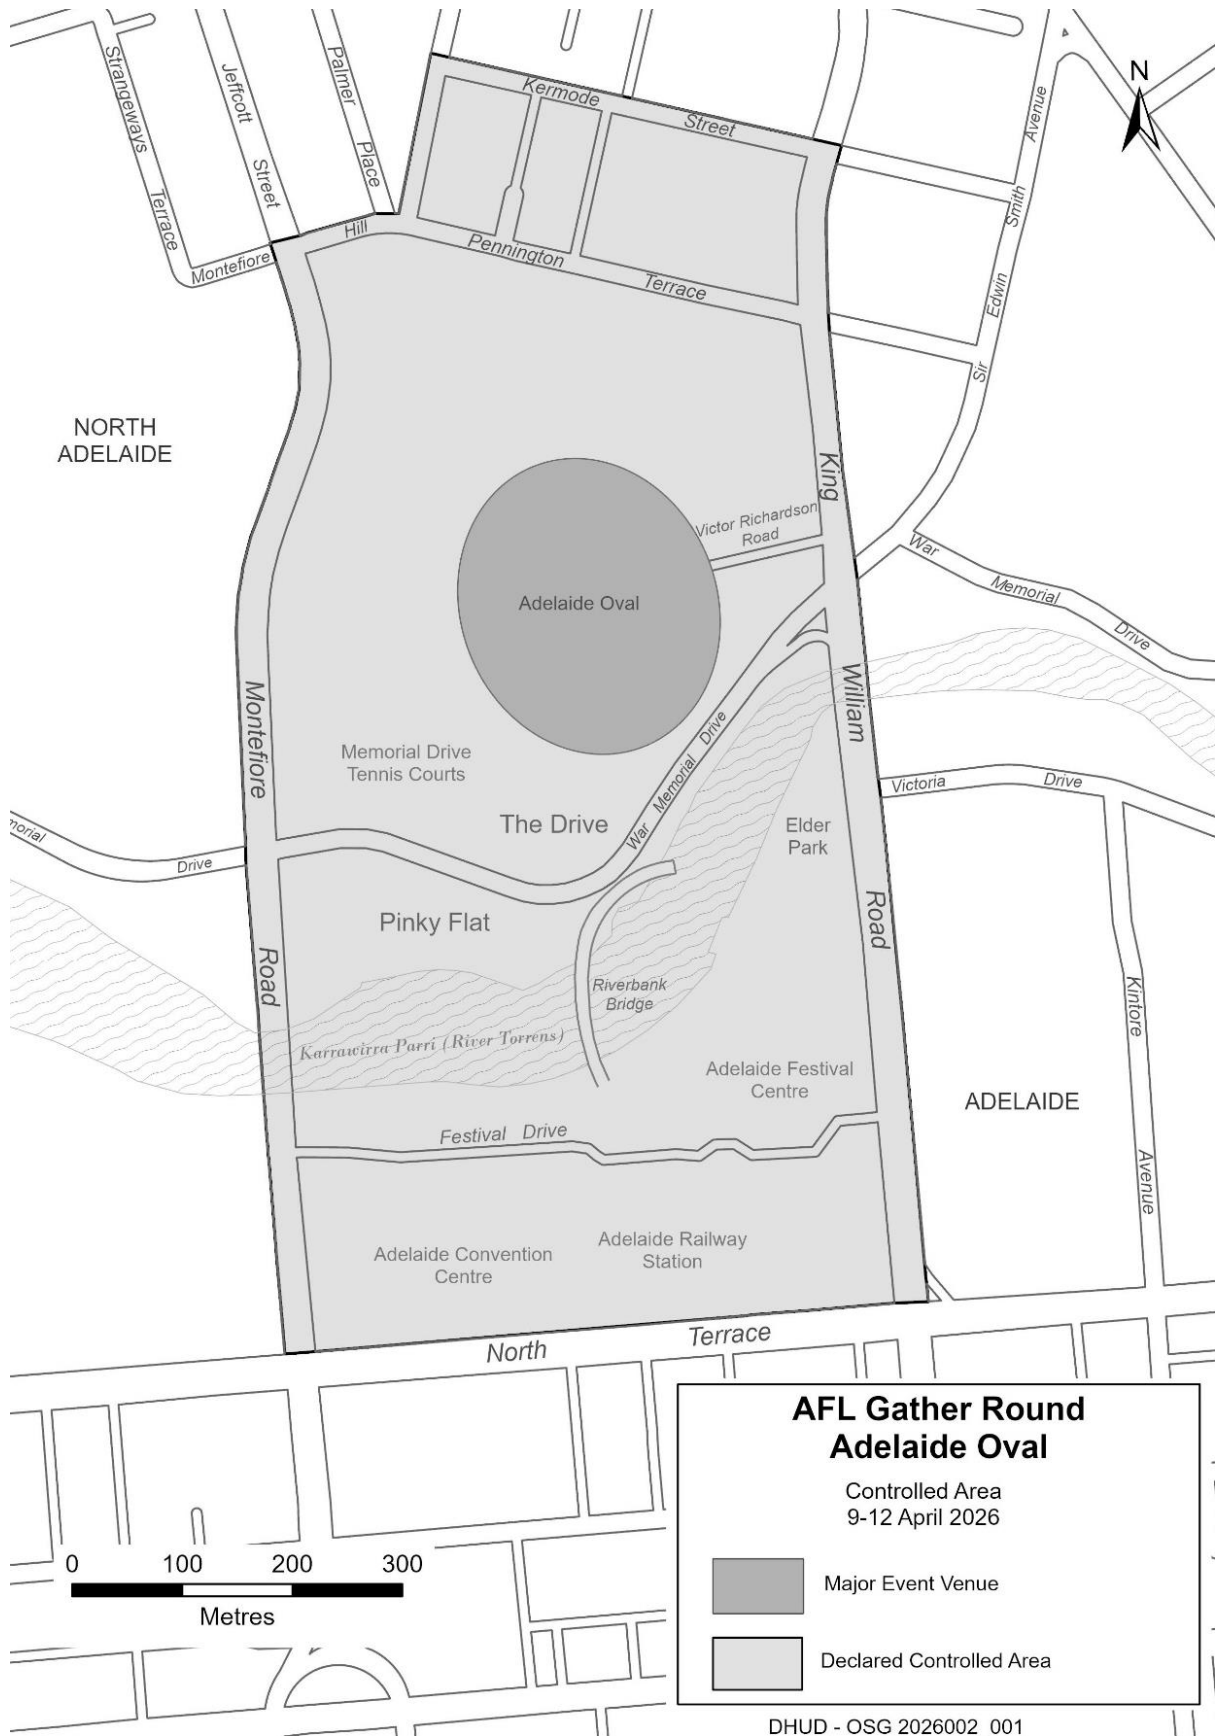 Strangeways
Terrace
Jeffcott
Street
Palmer
Place
Kermode
Street
Avenue
Smith
Edwin
Sir
N
Montefiore
Hill
Pennington
Terrace
NORTH
ADELAIDE
King
William
Road
Victor Richardson
Road
War
Memorial
Drive
Adelaide Oval
Montefiore
Road
Memorial Drive
Tennis Courts
The Drive
War Memorial Drive
Elder
Park
Victoria Drive
morial
Drive
Pinky Flat
Riverbank
Bridge
Karrawirra Parri (River Torrens)
Kintore
Avenue
Adelaide Festival
Centre
ADELAIDE
Festival Drive
Adelaide Convention
Centre
Adelaide Railway
Station
North Terrace
AFL Gather Round
Adelaide Oval
Controlled Area
9-12 April 2026
Major Event Venue
Declared Controlled Area
0 100 200 300
Metres
DHUD - OSG 2026002_001